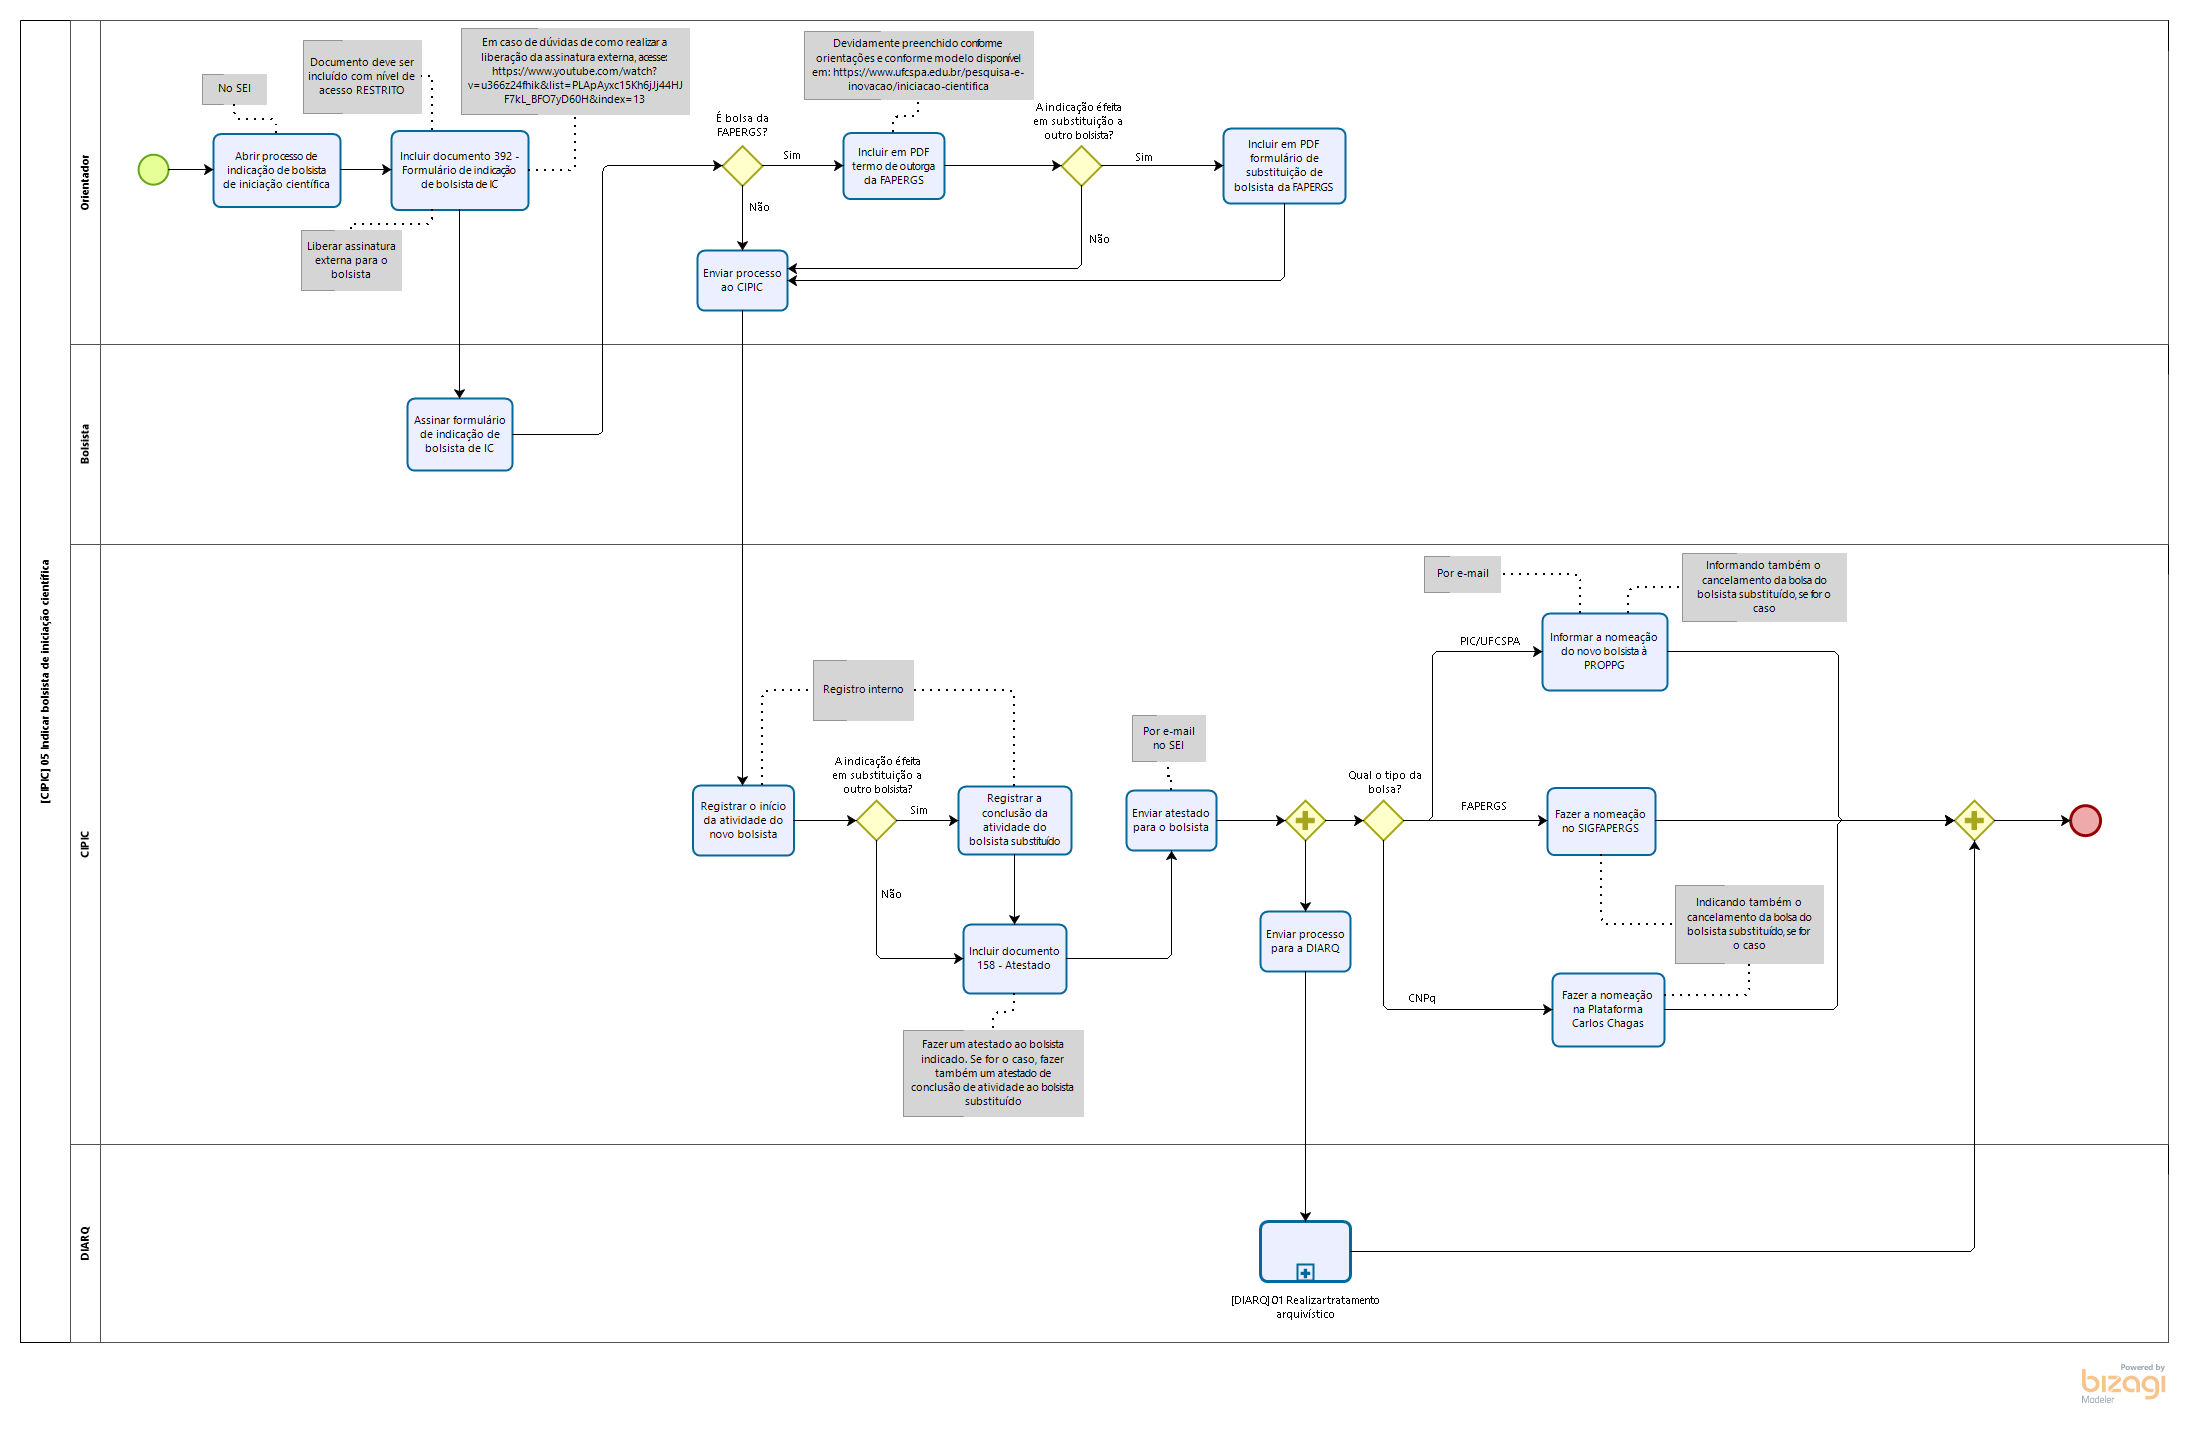 [CIPIC] 05 Indicar bolsista de iniciação científica
Orientador
No SEI
Documento deve ser
incluído com nível de
acesso RESTRITO
Em caso de dúvidas de como realizar a
liberação da assinatura externa, acesse:
https://www.youtube.com/watch?
v=u366z24fhik&list=PLApAyxc15Kh6jJj44HJ
F7kL_BFO7yD60H&index=13
Abrir processo de
indicação de bolsista
de iniciação científica
Incluir documento 392 -
Formulário de indicação
de bolsista de IC
Liberar assinatura
externa para o
bolsista
É bolsa da
FAPERGS?
Sim
Não
Devidamente preenchido conforme
orientações e conforme modelo disponível
em: https://www.ufcspa.edu.br/pesquisa-e-
inovacao/iniciacao-cientifica
Incluir em PDF
termo de outorga
da FAPERGS
A indicação é feita
em substituição a
outro bolsista?
Sim
Não
Incluir em PDF
formulário de
substituição de
bolsista da FAPERGS
Enviar processo
ao CIPIC
Bolsista
Assinar formulário
de indicação de
bolsista de IC
CIPIC
Registro interno
Registrar o início
da atividade do
novo bolsista
A indicação é feita
em substituição a
outro bolsista?
Sim
Não
Registrar a
conclusão da
atividade do
bolsista substituído
Incluir documento
158 - Atestado
Fazer um atestado ao bolsista
indicado. Se for o caso, fazer
também um atestado de
conclusão de atividade ao bolsista
substituído
Por e-mail
no SEI
Enviar atestado
para o bolsista
Enviar processo
para a DIARQ
Qual o tipo da
bolsa?
PIC/UFCSPA
FAPERGS
CNPq
Por e-mail
Informando também o
cancelamento da bolsa do
bolsista substituído, se for o
caso
Informar a nomeação
do novo bolsista à
PROPPG
Fazer a nomeação
no SIGFAPERGS
Indicando também o
cancelamento da bolsa do
bolsista substituído, se for
o caso
Fazer a nomeação
na Plataforma
Carlos Chagas
DIARQ
[DIARQ] 01 Realizar tratamento
arquivístico
Powered by
bizagi
Modeler